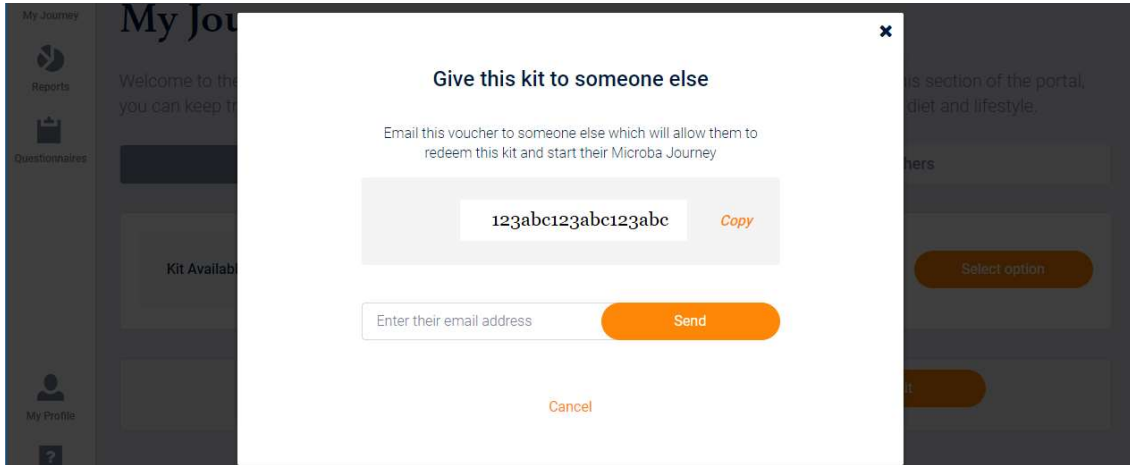 My Journey
My Jou
Reports
Welcome to the
you can keep tr
his section of the portal,
diet and lifestyle.
Questionnaires
hers
Kit Availabl
Select option
My Profile
?
Give this kit to someone else
Email this voucher to someone else which will allow them to
redeem this kit and start their Microba Journey
123abc123abc123abc
Copy
Enter their email address
Send
Cancel